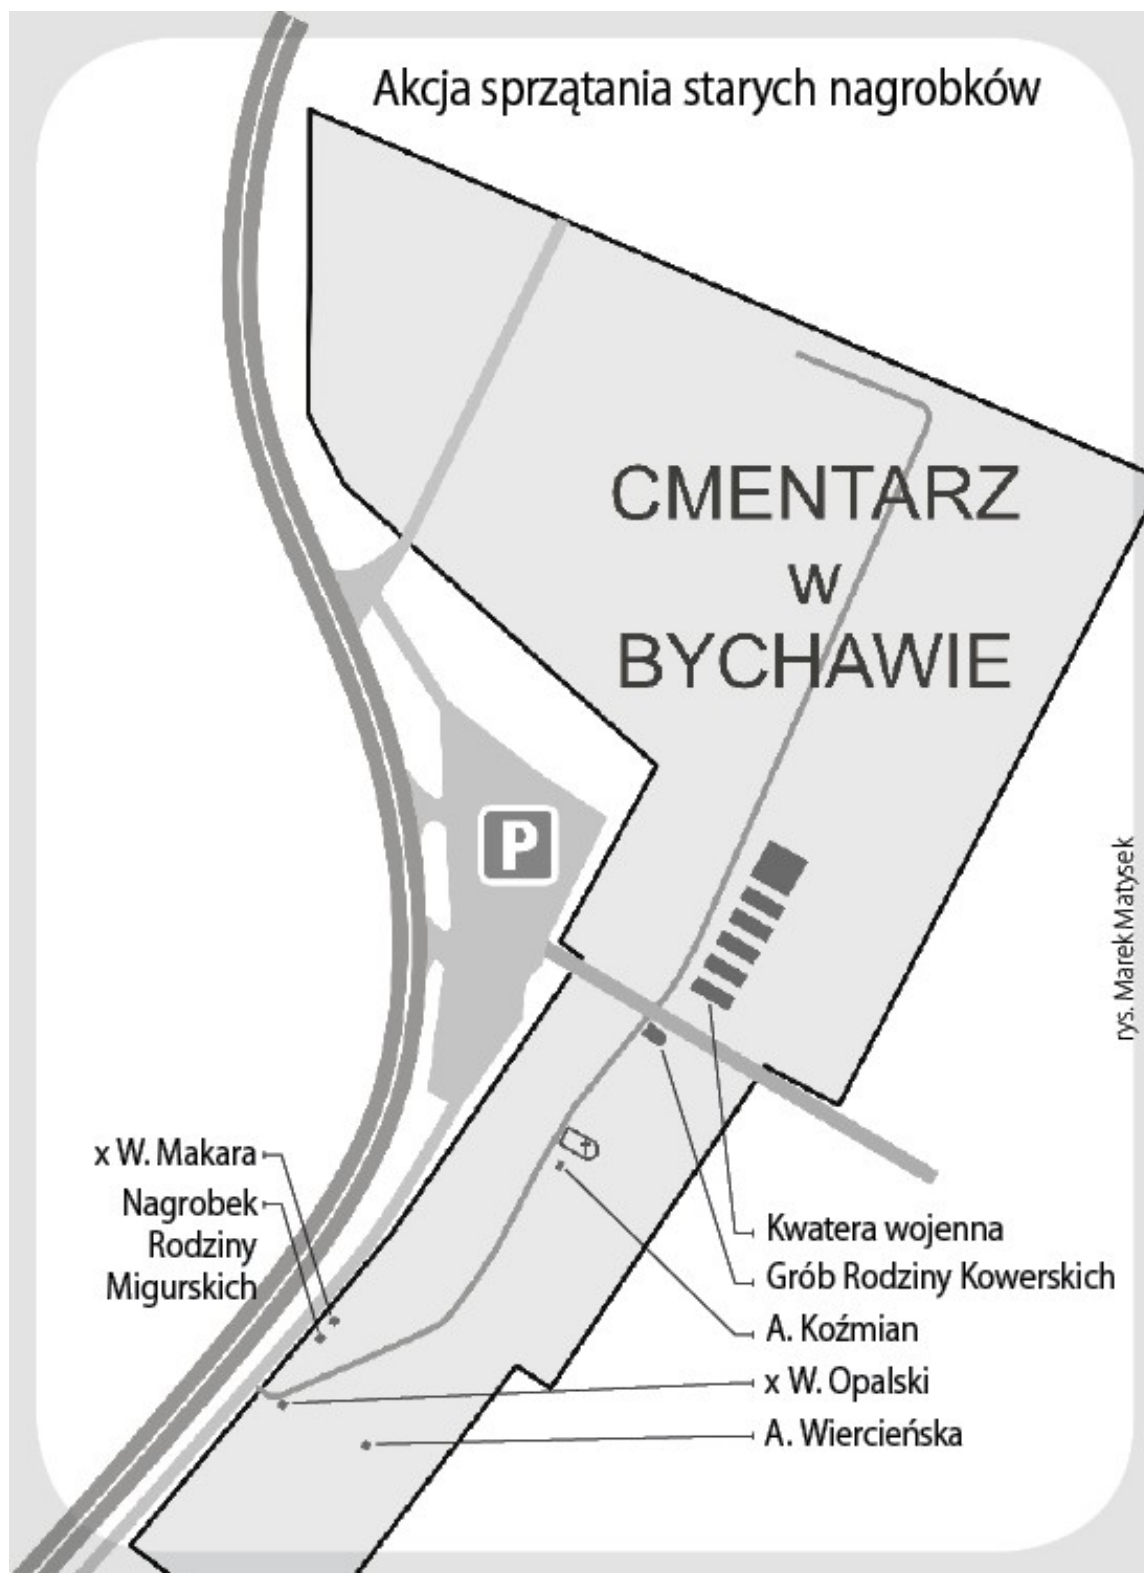 Akcja sprzątania starych nagrobków
CMENTARZ
w
BYCHAWIE
P
rys. Marek Matysek
x W. Makara
Nagrobek
Rodziny
Migurskich
Kwatera wojenna
Grób Rodziny Kowerskich
A. Koźmian
x W. Opalski
A. Wiercieńska